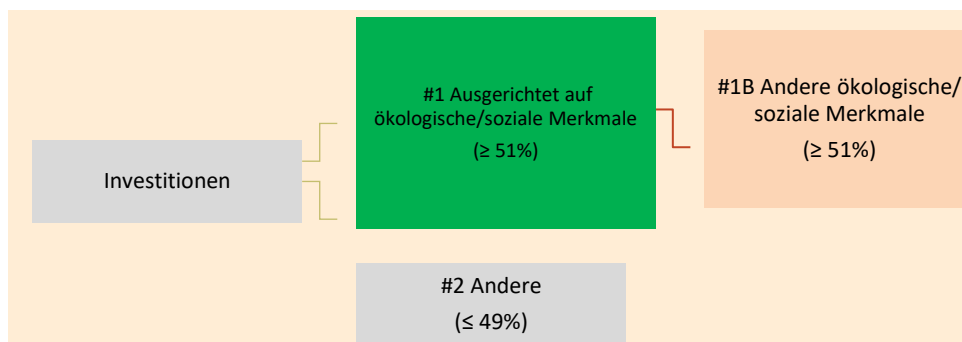 #1 Ausgerichtet auf
ökologische/soziale Merkmale
(≥ 51%)
#1B Andere ökologische/
soziale Merkmale
(≥ 51%)
Investitionen
#2 Andere
(≤ 49%)